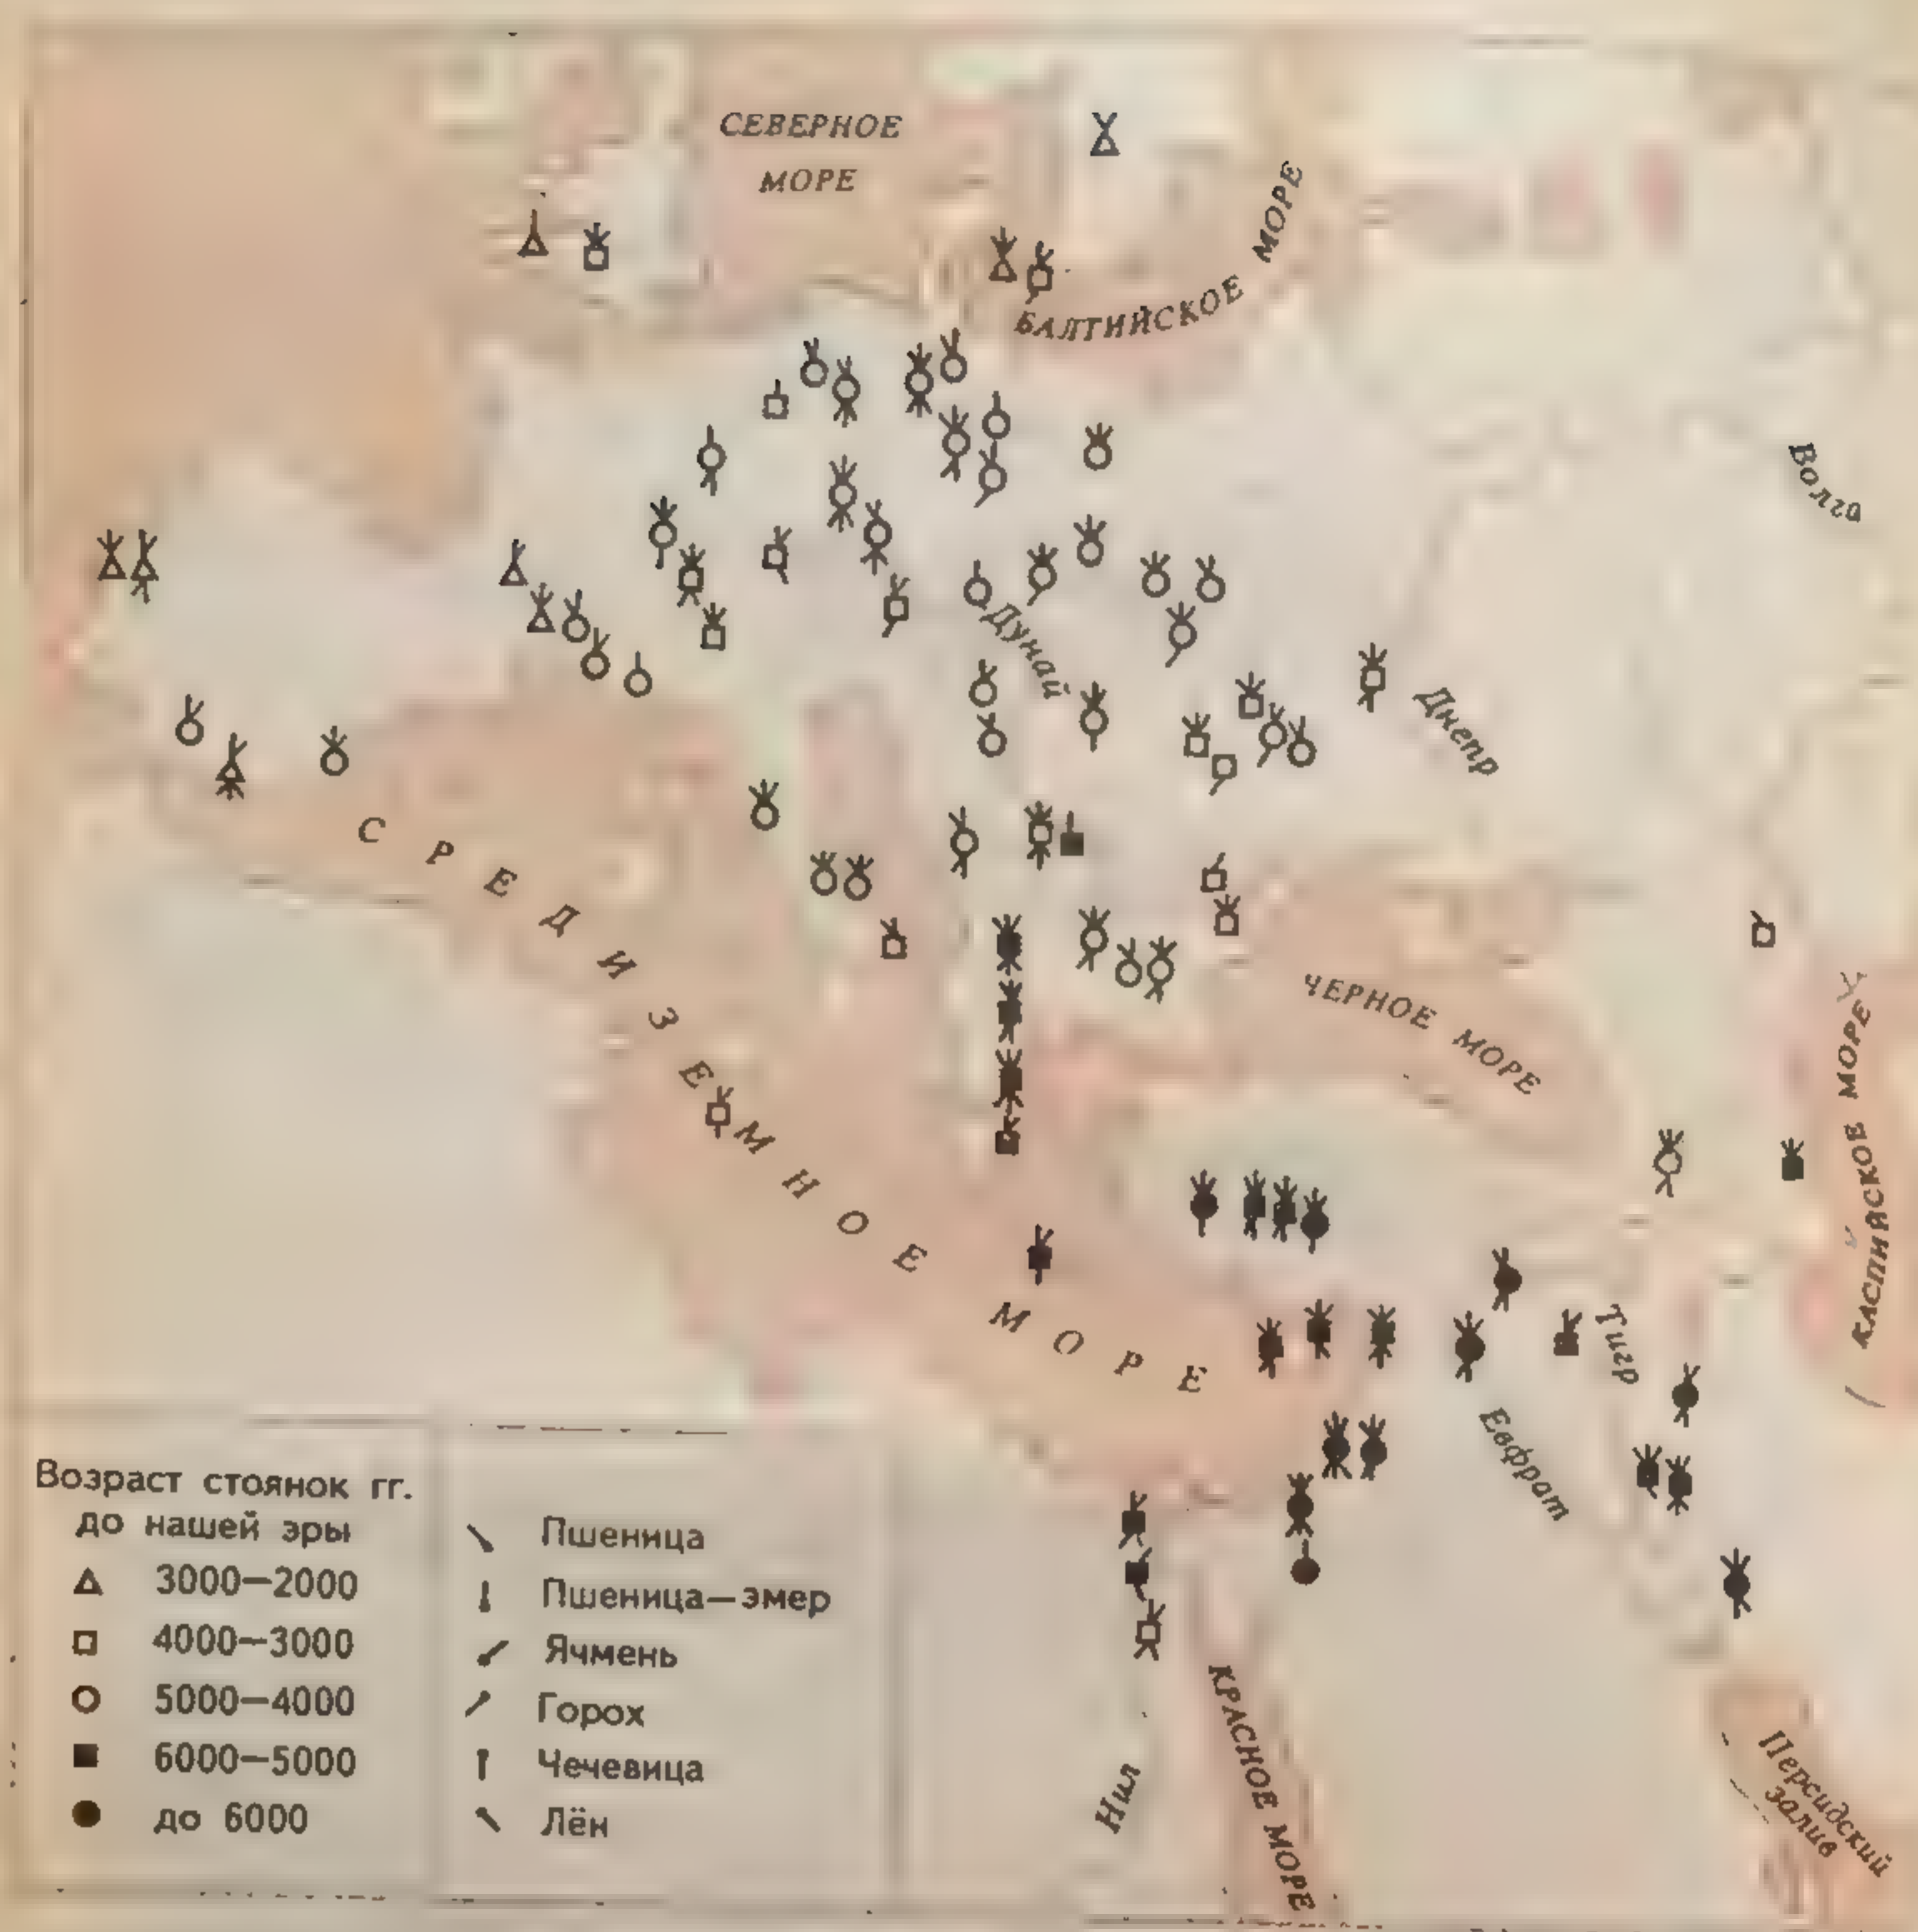 СЕВЕРНОЕ
МОРЕ
БАЛТИЙСКОЕ МОРЕ
Волга
Дунай
Днепр
СРЕДИЗЕМНОЕ МОРЕ
ЧЕРНОЕ МОРЕ
КАСПИЙСКОЕ МОРЕ
Тигр
Евфрат
Нил
КРАСНОЕ МОРЕ
Персидский
залив
Возраст стоянок гг.
до нашей эры
3000—2000
4000—3000
5000—4000
6000—5000
до 6000
Пшеница
Пшеница—эмер
Ячмень
Горох
Чечевица
Лён